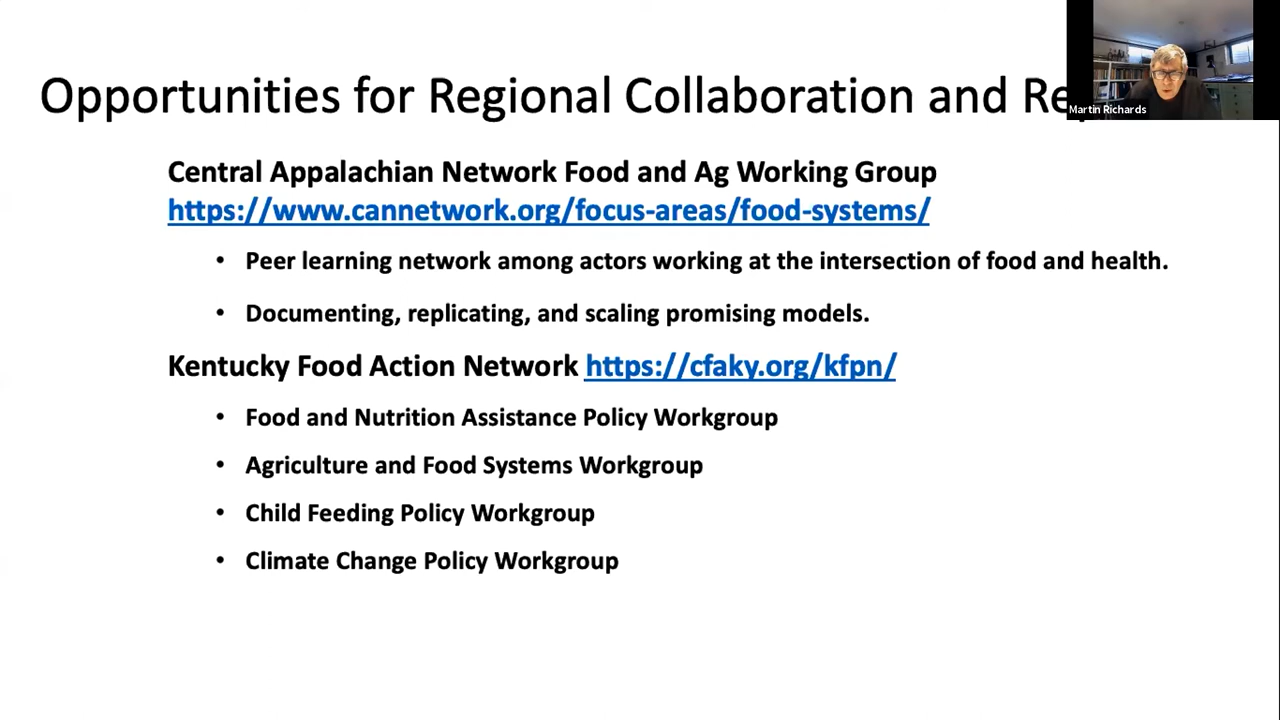 Opportunities for Regional Collaboration and
Martin Richards
Central Appalachian Network Food and Ag Working Group
https://www.cannetwork.org/focus-areas/food-systems/
• Peer learning network among actors working at the intersection of food and health.
• Documenting, replicating, and scaling promising models.
Kentucky Food Action Network https://cfaky.org/kfpn/
• Food and Nutrition Assistance Policy Workgroup
• Agriculture and Food Systems Workgroup
• Child Feeding Policy Workgroup
• Climate Change Policy Workgroup